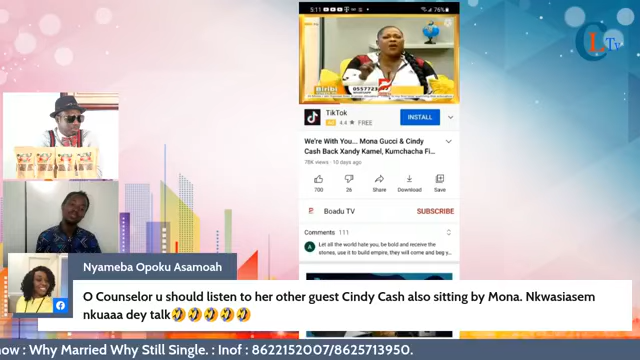 5:11
76%
CLTv
0557723
TikTok
Ad 4.4 ★ FREE
INSTALL
We're With You... Mona Gucci & Cindy
Cash Back Xandy Kamel, Kumchacha Fi...
78K views · 10 days ago
700
26
Share
Download
Save
Boadu TV
SUBSCRIBE
Comments 111
A
Let all the world hate you, be bold and receive the
stones, use it to build empire, they will come and beg y...
Nyameba Opoku Asamoah
O Counselor u should listen to her other guest Cindy Cash also sitting by Mona. Nkwasiasem
nkuaaa dey talk🤣🤣🤣🤣🤣
how : Why Married Why Still Single. : Inof : 8622152007/8625713950.